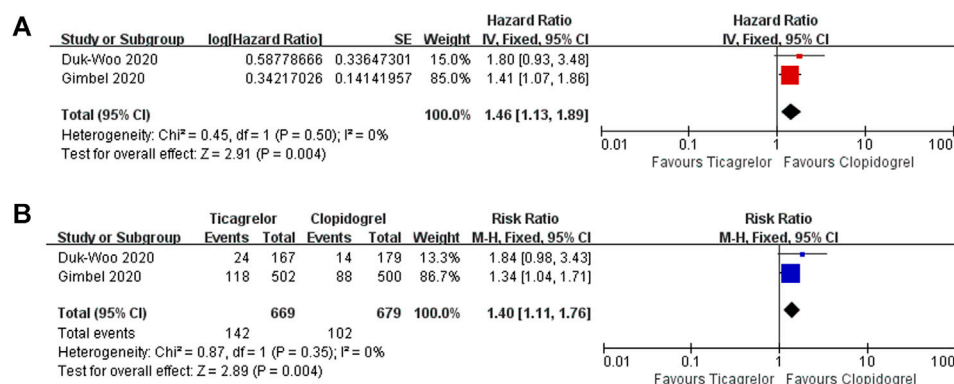 A
Hazard Ratio Hazard Ratio
Study or Subgroup log[Hazard Ratio] SE Weight IV, Fixed, 95% CI IV, Fixed, 95% CI
Duk-Woo 2020 0.58778666 0.33647301 15.0% 1.80 [0.93, 3.48]
Gimbel 2020 0.34217026 0.14141957 85.0% 1.41 [1.07, 1.86]
Total (95% CI) 100.0% 1.46 [1.13, 1.89]
Heterogeneity: Chi² = 0.45, df = 1 (P = 0.50); I² = 0%
Test for overall effect: Z = 2.91 (P = 0.004)
0.01 0.1 1 10 100
Favours Ticagrelor Favours Clopidogrel
B
Ticagrelor Clopidogrel Risk Ratio Risk Ratio
Study or Subgroup Events Total Events Total Weight M-H, Fixed, 95% CI M-H, Fixed, 95% CI
Duk-Woo 2020 24 167 14 179 13.3% 1.84 [0.98, 3.43]
Gimbel 2020 118 502 88 500 86.7% 1.34 [1.04, 1.71]
Total (95% CI) 669 679 100.0% 1.40 [1.11, 1.76]
Total events 142 102
Heterogeneity: Chi² = 0.87, df = 1 (P = 0.35); I² = 0%
Test for overall effect: Z = 2.89 (P = 0.004)
0.01 0.1 1 10 100
Favours Ticagrelor Favours Clopidogrel